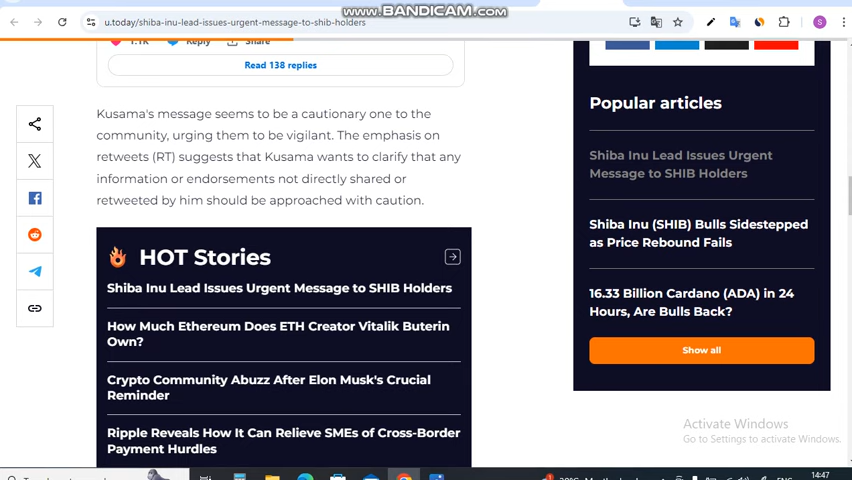 www.BANDICAM.com
u.today/shiba-inu-lead-issues-urgent-message-to-shib-holders
1.1K Reply Share
Read 138 replies
Kusama's message seems to be a cautionary one to the
community, urging them to be vigilant. The emphasis on
retweets (RT) suggests that Kusama wants to clarify that any
information or endorsements not directly shared or
retweeted by him should be approached with caution.
HOT Stories
Shiba Inu Lead Issues Urgent Message to SHIB Holders
How Much Ethereum Does ETH Creator Vitalik Buterin
Own?
Crypto Community Abuzz After Elon Musk's Crucial
Reminder
Ripple Reveals How It Can Relieve SMEs of Cross-Border
Payment Hurdles
Popular articles
Shiba Inu Lead Issues Urgent
Message to SHIB Holders
Shiba Inu (SHIB) Bulls Sidestepped
as Price Rebound Fails
16.33 Billion Cardano (ADA) in 24
Hours, Are Bulls Back?
Show all
Activate Windows
Go to Settings to activate Windows.
S
ENG
14:47